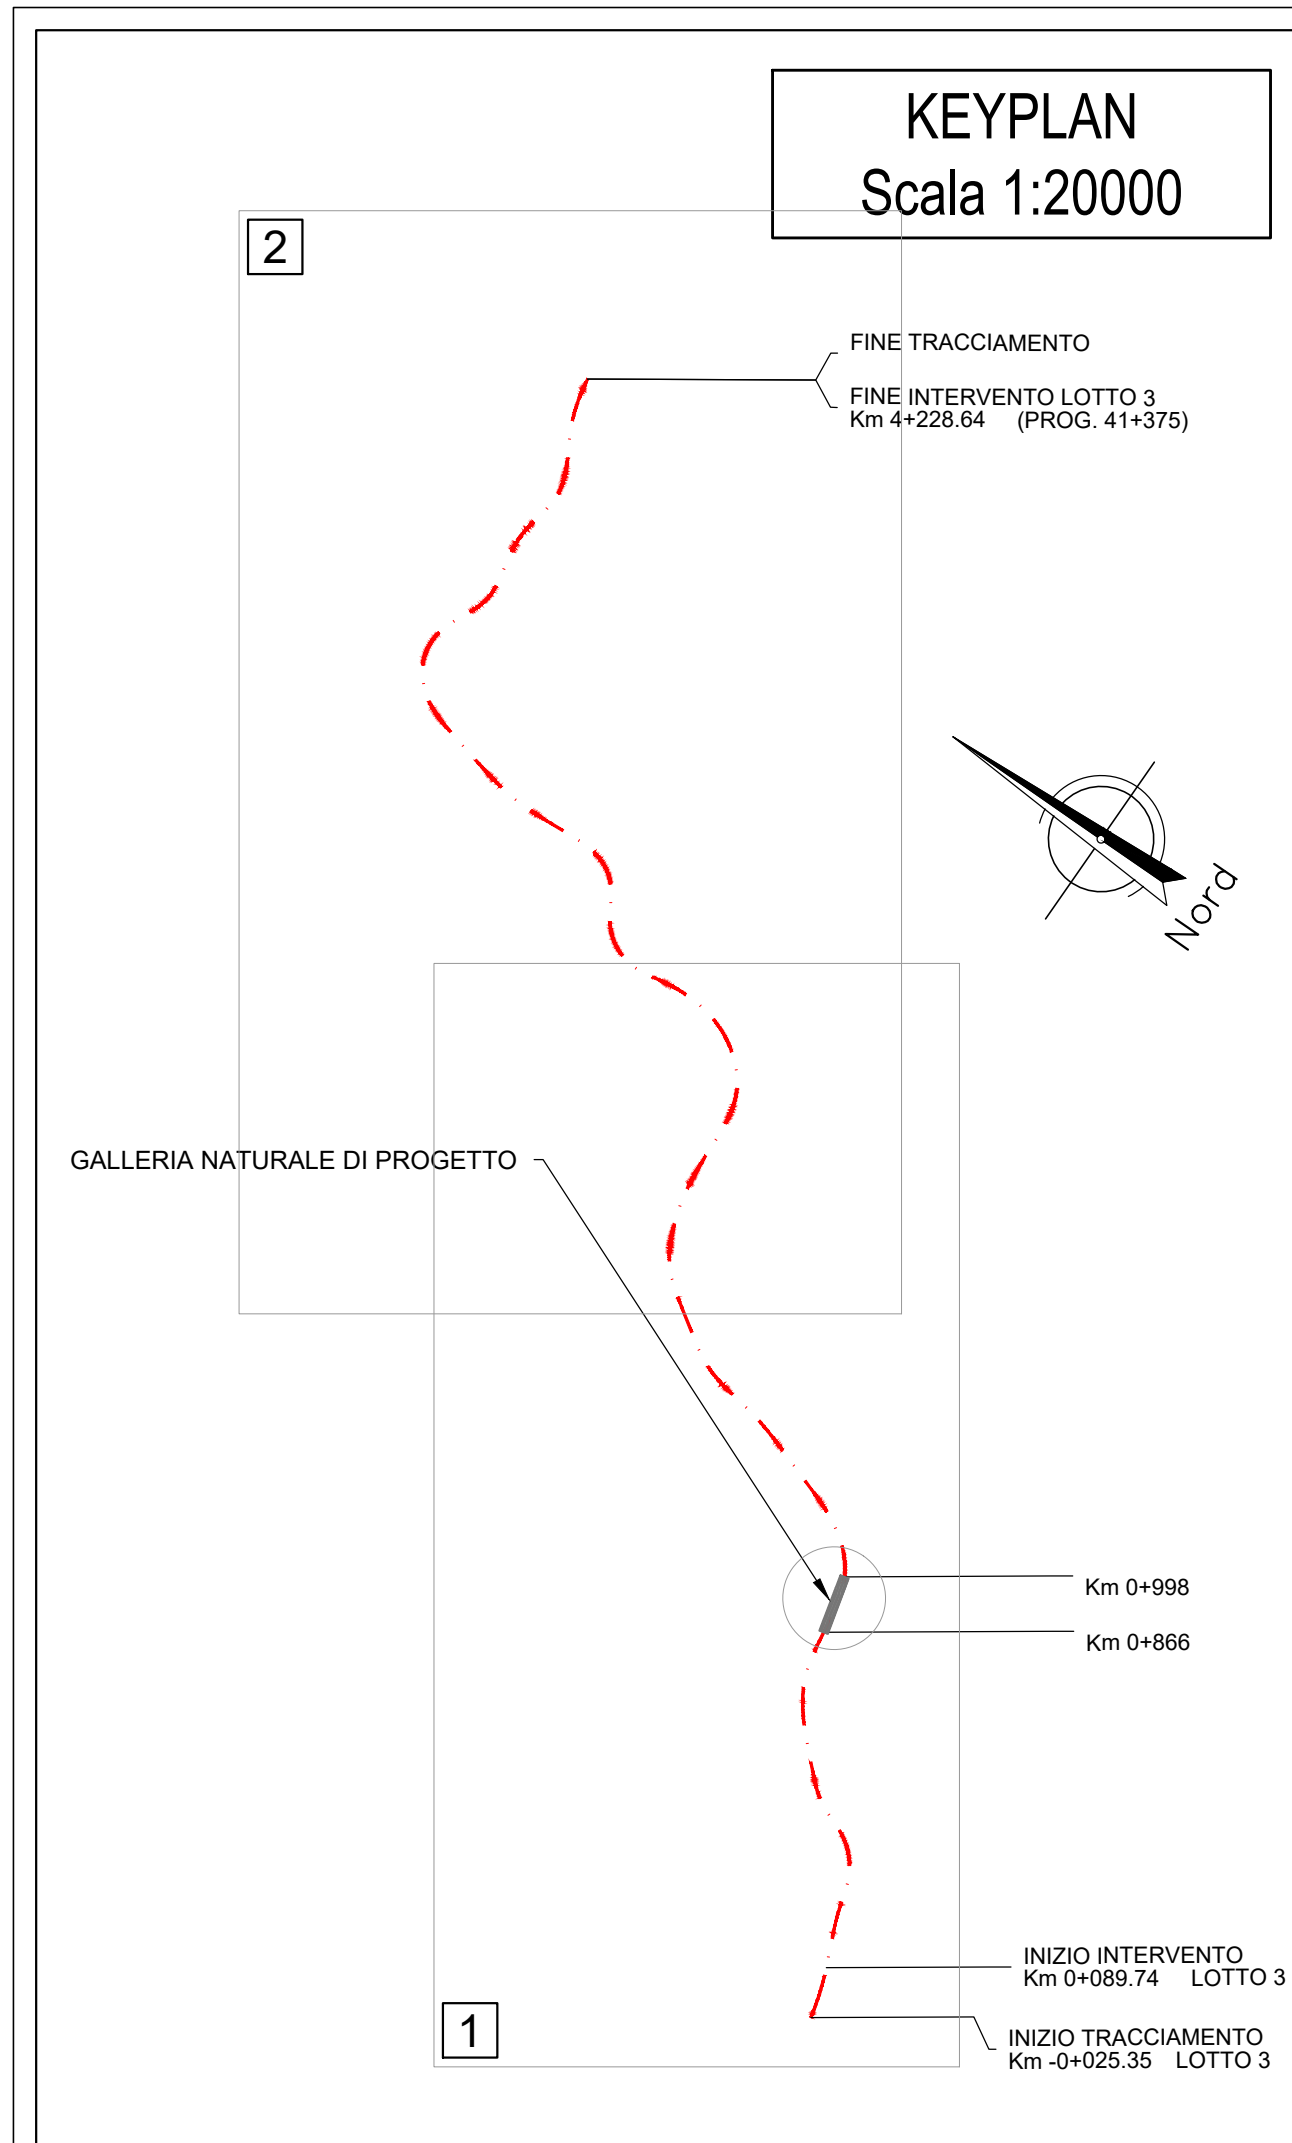 KEYPLAN
Scala 1:20000
2
FINE TRACCIAMENTO
FINE INTERVENTO LOTTO 3
Km 4+228.64 (PROG. 41+375)
Nord
GALLERIA NATURALE DI PROGETTO
Km 0+998
Km 0+866
INIZIO INTERVENTO
Km 0+089.74 LOTTO 3
1
INIZIO TRACCIAMENTO
Km -0+025.35 LOTTO 3